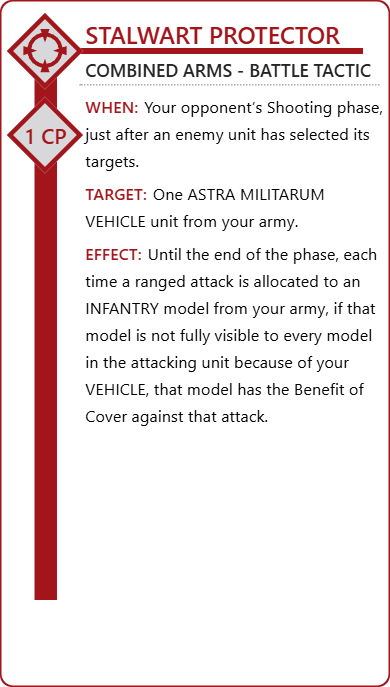 STALWART PROTECTOR
COMBINED ARMS - BATTLE TACTIC
1 CP
WHEN: Your opponent's Shooting phase,
just after an enemy unit has selected its
targets.
TARGET: One ASTRA MILITARUM
VEHICLE unit from your army.
EFFECT: Until the end of the phase, each
time a ranged attack is allocated to an
INFANTRY model from your army, if that
model is not fully visible to every model
in the attacking unit because of your
VEHICLE, that model has the Benefit of
Cover against that attack.